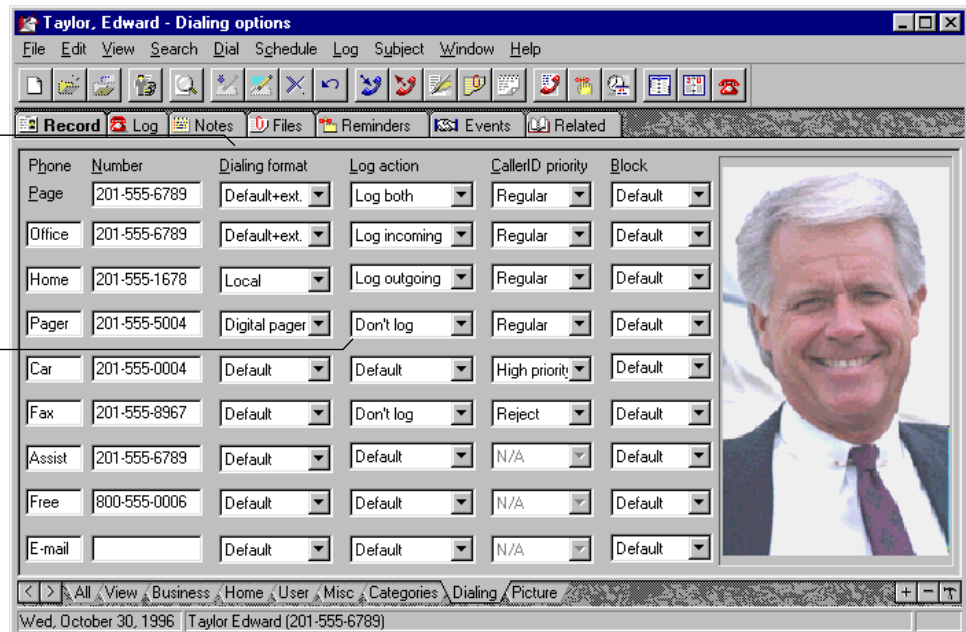 Taylor, Edward - Dialing options
File Edit View Search Dial Schedule Log Subject Window Help
Record Log Notes Files Reminders Events Related
Phone Number Dialing format Log action CallerID priority Block
Page 201-555-6789 Default+ext. Log both Regular Default
Office 201-555-6789 Default+ext. Log incoming Regular Default
Home 201-555-1678 Local Log outgoing Regular Default
Pager 201-555-5004 Digital pager Don't log Regular Default
Car 201-555-0004 Default Default High priority Default
Fax 201-555-8967 Default Don't log Reject Default
Assist 201-555-6789 Default Default N/A Default
Free 800-555-0006 Default Default N/A Default
E-mail Default Default N/A Default
< > All View Business Home User Misc Categories Dialing Picture + -
Wed, October 30, 1996 Taylor Edward (201-555-6789)